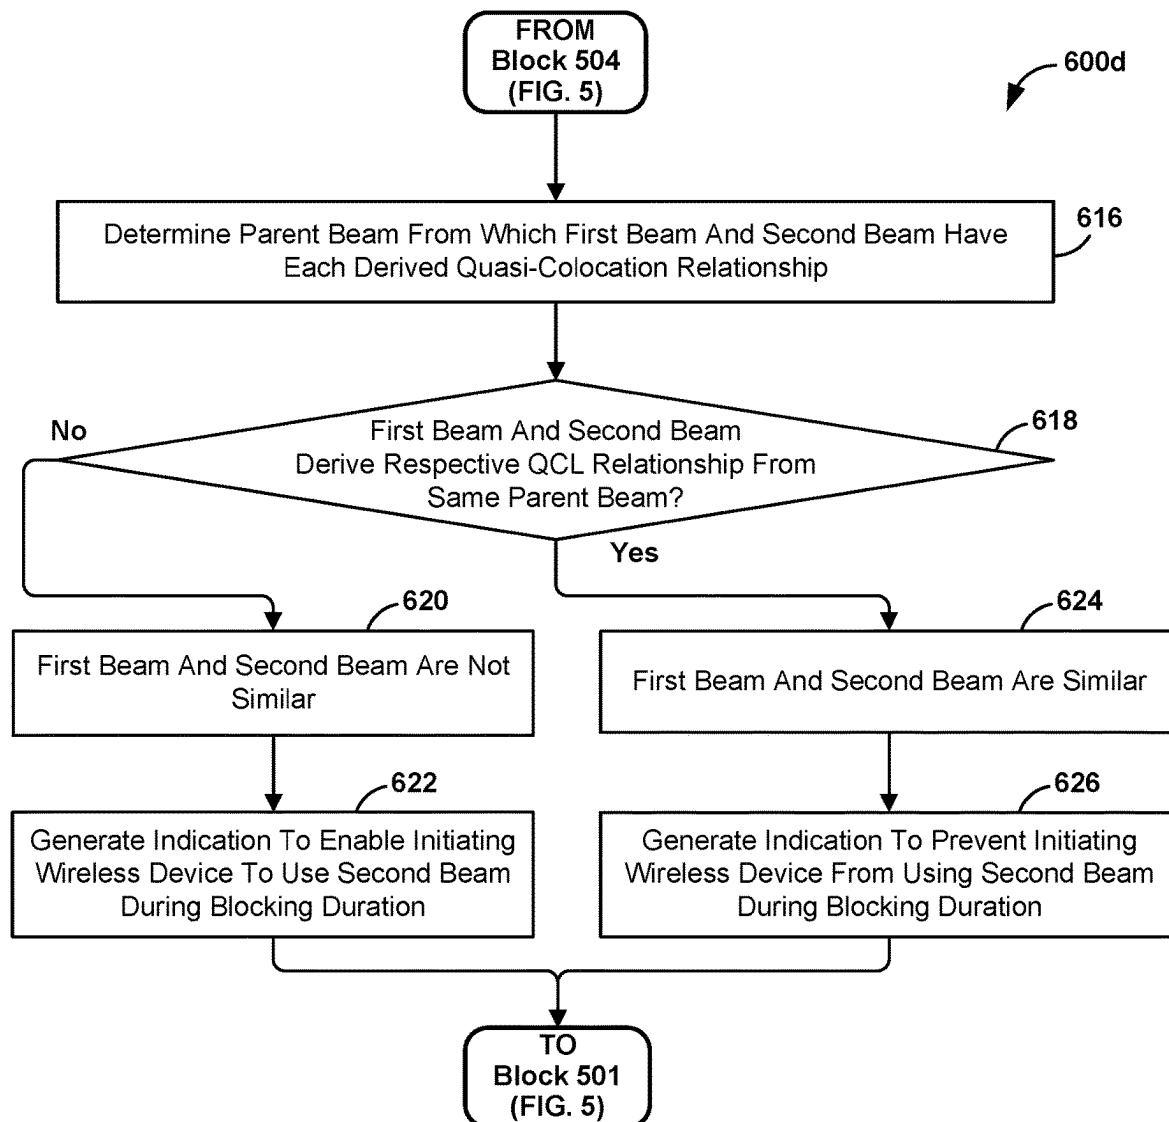 FROM
Block 504
(FIG. 5)
600d
616
Determine Parent Beam From Which First Beam And Second Beam Have
Each Derived Quasi-Colocation Relationship
618
No
First Beam And Second Beam
Derive Respective QCL Relationship From
Same Parent Beam?
Yes
620
First Beam And Second Beam Are Not
Similar
624
First Beam And Second Beam Are Similar
622
Generate Indication To Enable Initiating
Wireless Device To Use Second Beam
During Blocking Duration
626
Generate Indication To Prevent Initiating
Wireless Device From Using Second Beam
During Blocking Duration
TO
Block 501
(FIG. 5)